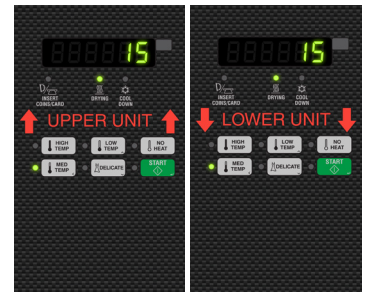 15
INSERT
COINS/CARD
DRYING
COOL
DOWN
UPPER UNIT
HIGH
TEMP
LOW
TEMP
NO
HEAT
MED
TEMP
DELICATE
START
15
INSERT
COINS/CARD
DRYING
COOL
DOWN
LOWER UNIT
HIGH
TEMP
LOW
TEMP
NO
HEAT
MED
TEMP
DELICATE
START